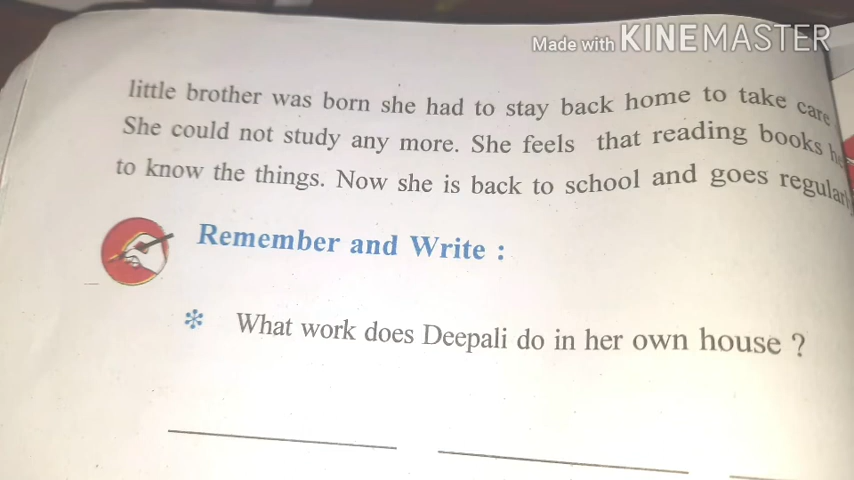 Made with KINEMASTER
little brother was born she had to stay back home to take care
She could not study any more. She feels that reading books
to know the things. Now she is back to school and goes
Remember and Write :
* What work does Deepali do in her own house ?